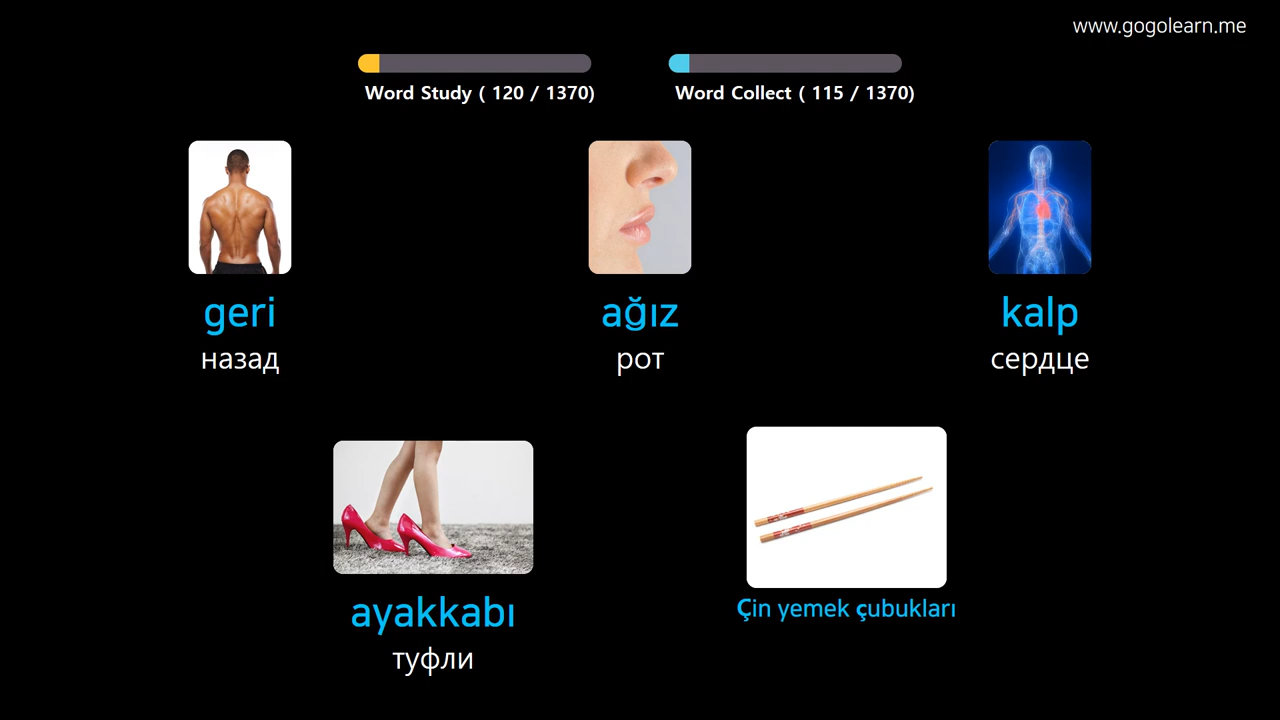 www.gogolearn.me
Word Study ( 120 / 1370)
Word Collect ( 115 / 1370)
geri
ağız
kalp
назад
рот
сердце
ayakkabı
Çin yemek çubukları
туфли